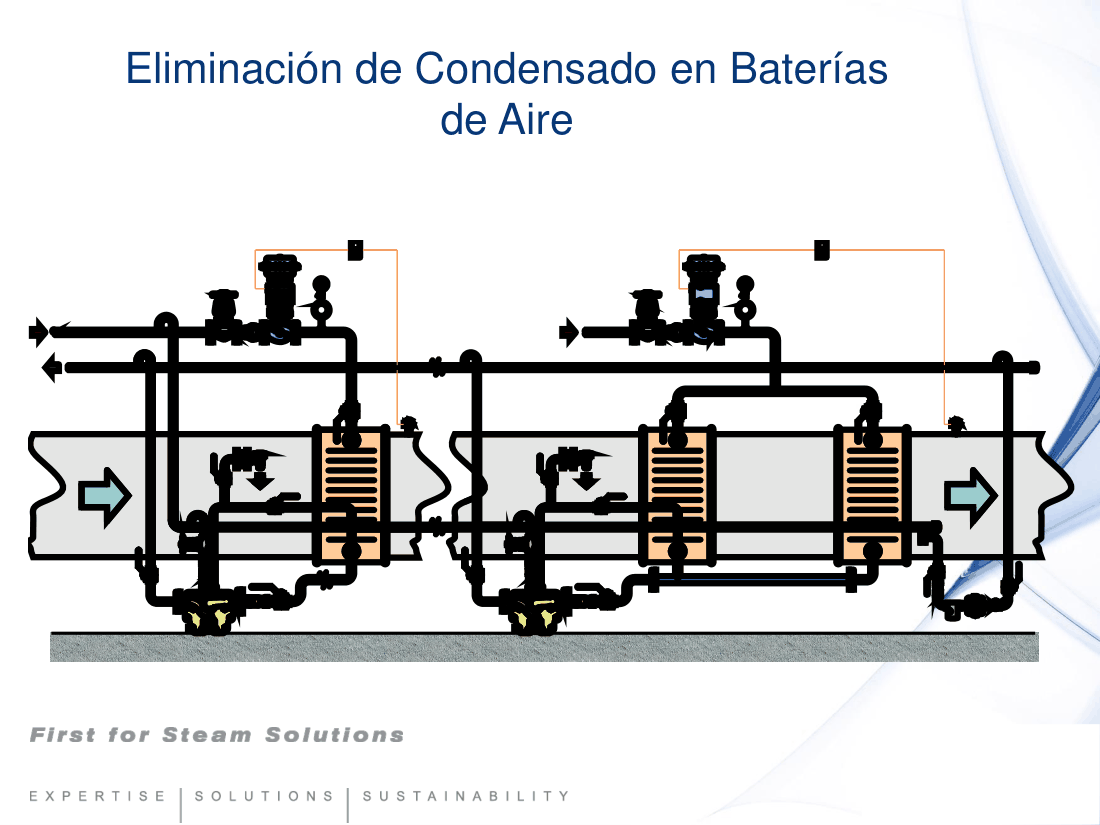 Eliminación de Condensado en Baterías
de Aire
First for Steam Solutions
EXPERTISE SOLUTIONS SUSTAINABILITY